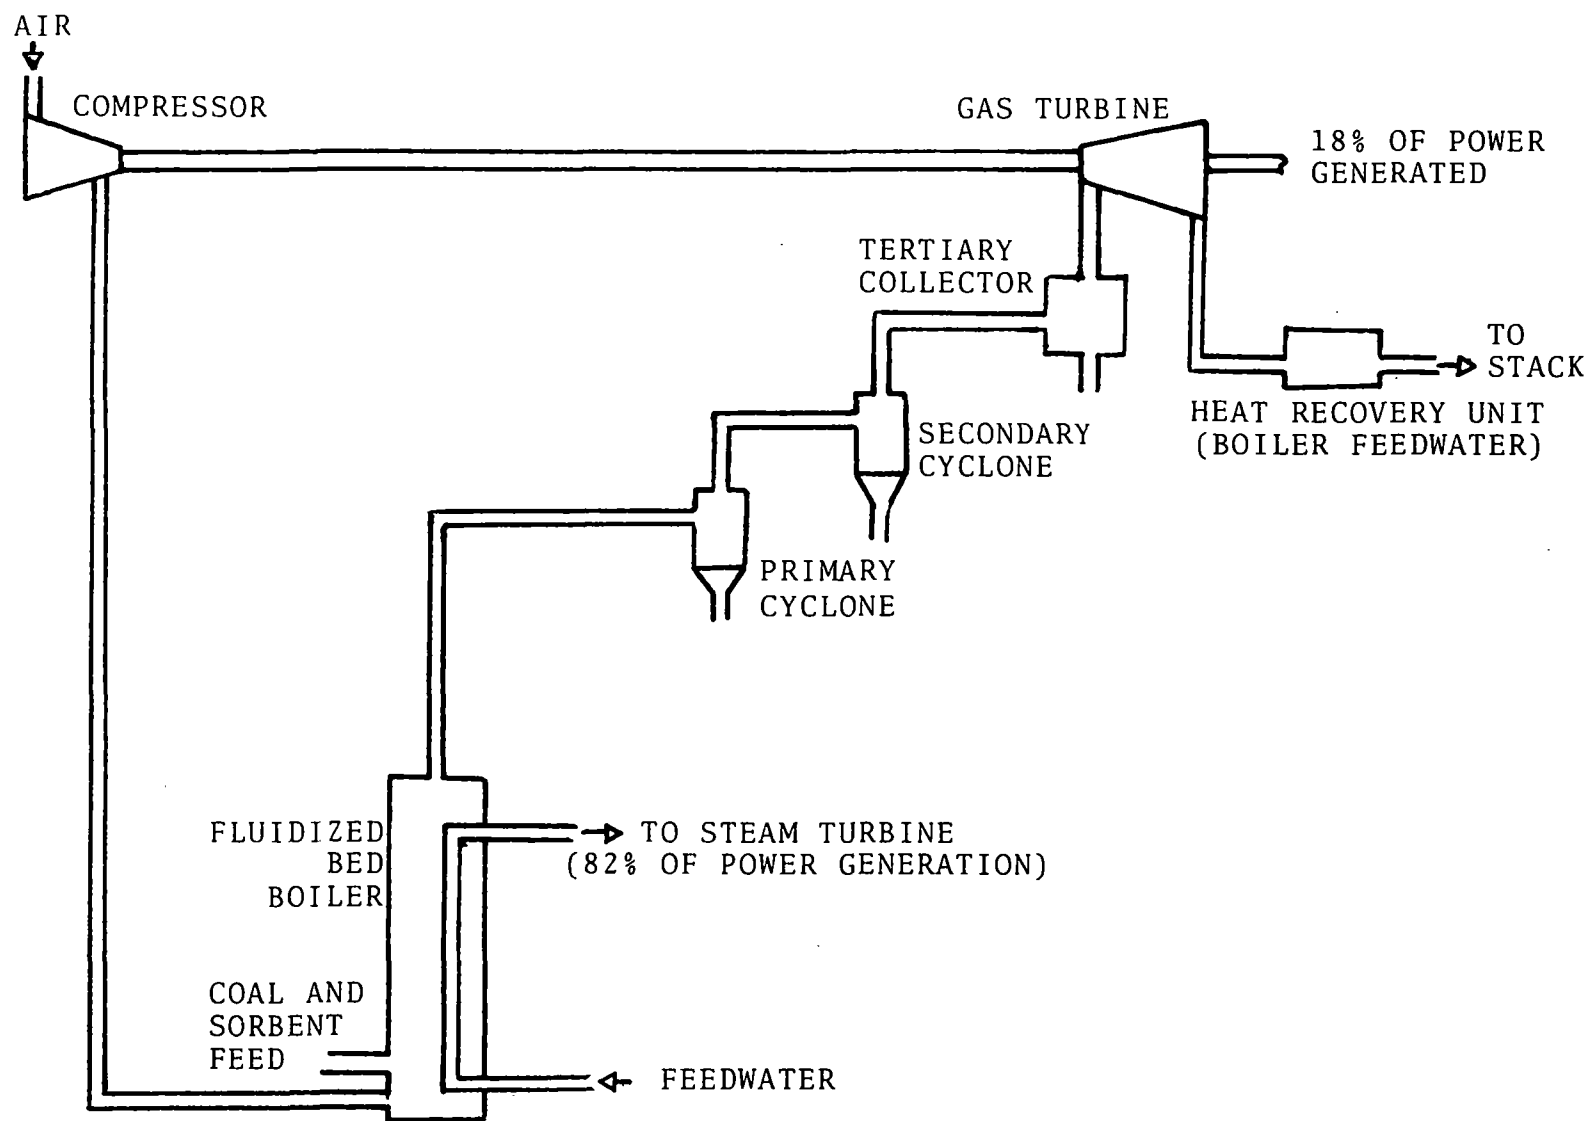 AIR
COMPRESSOR
GAS TURBINE
18% OF POWER
GENERATED
TERTIARY
COLLECTOR
TO
STACK
HEAT RECOVERY UNIT
(BOILER FEEDWATER)
SECONDARY
CYCLONE
PRIMARY
CYCLONE
FLUIDIZED
BED
BOILER
TO STEAM TURBINE
(82% OF POWER GENERATION)
COAL AND
SORBENT
FEED
FEEDWATER